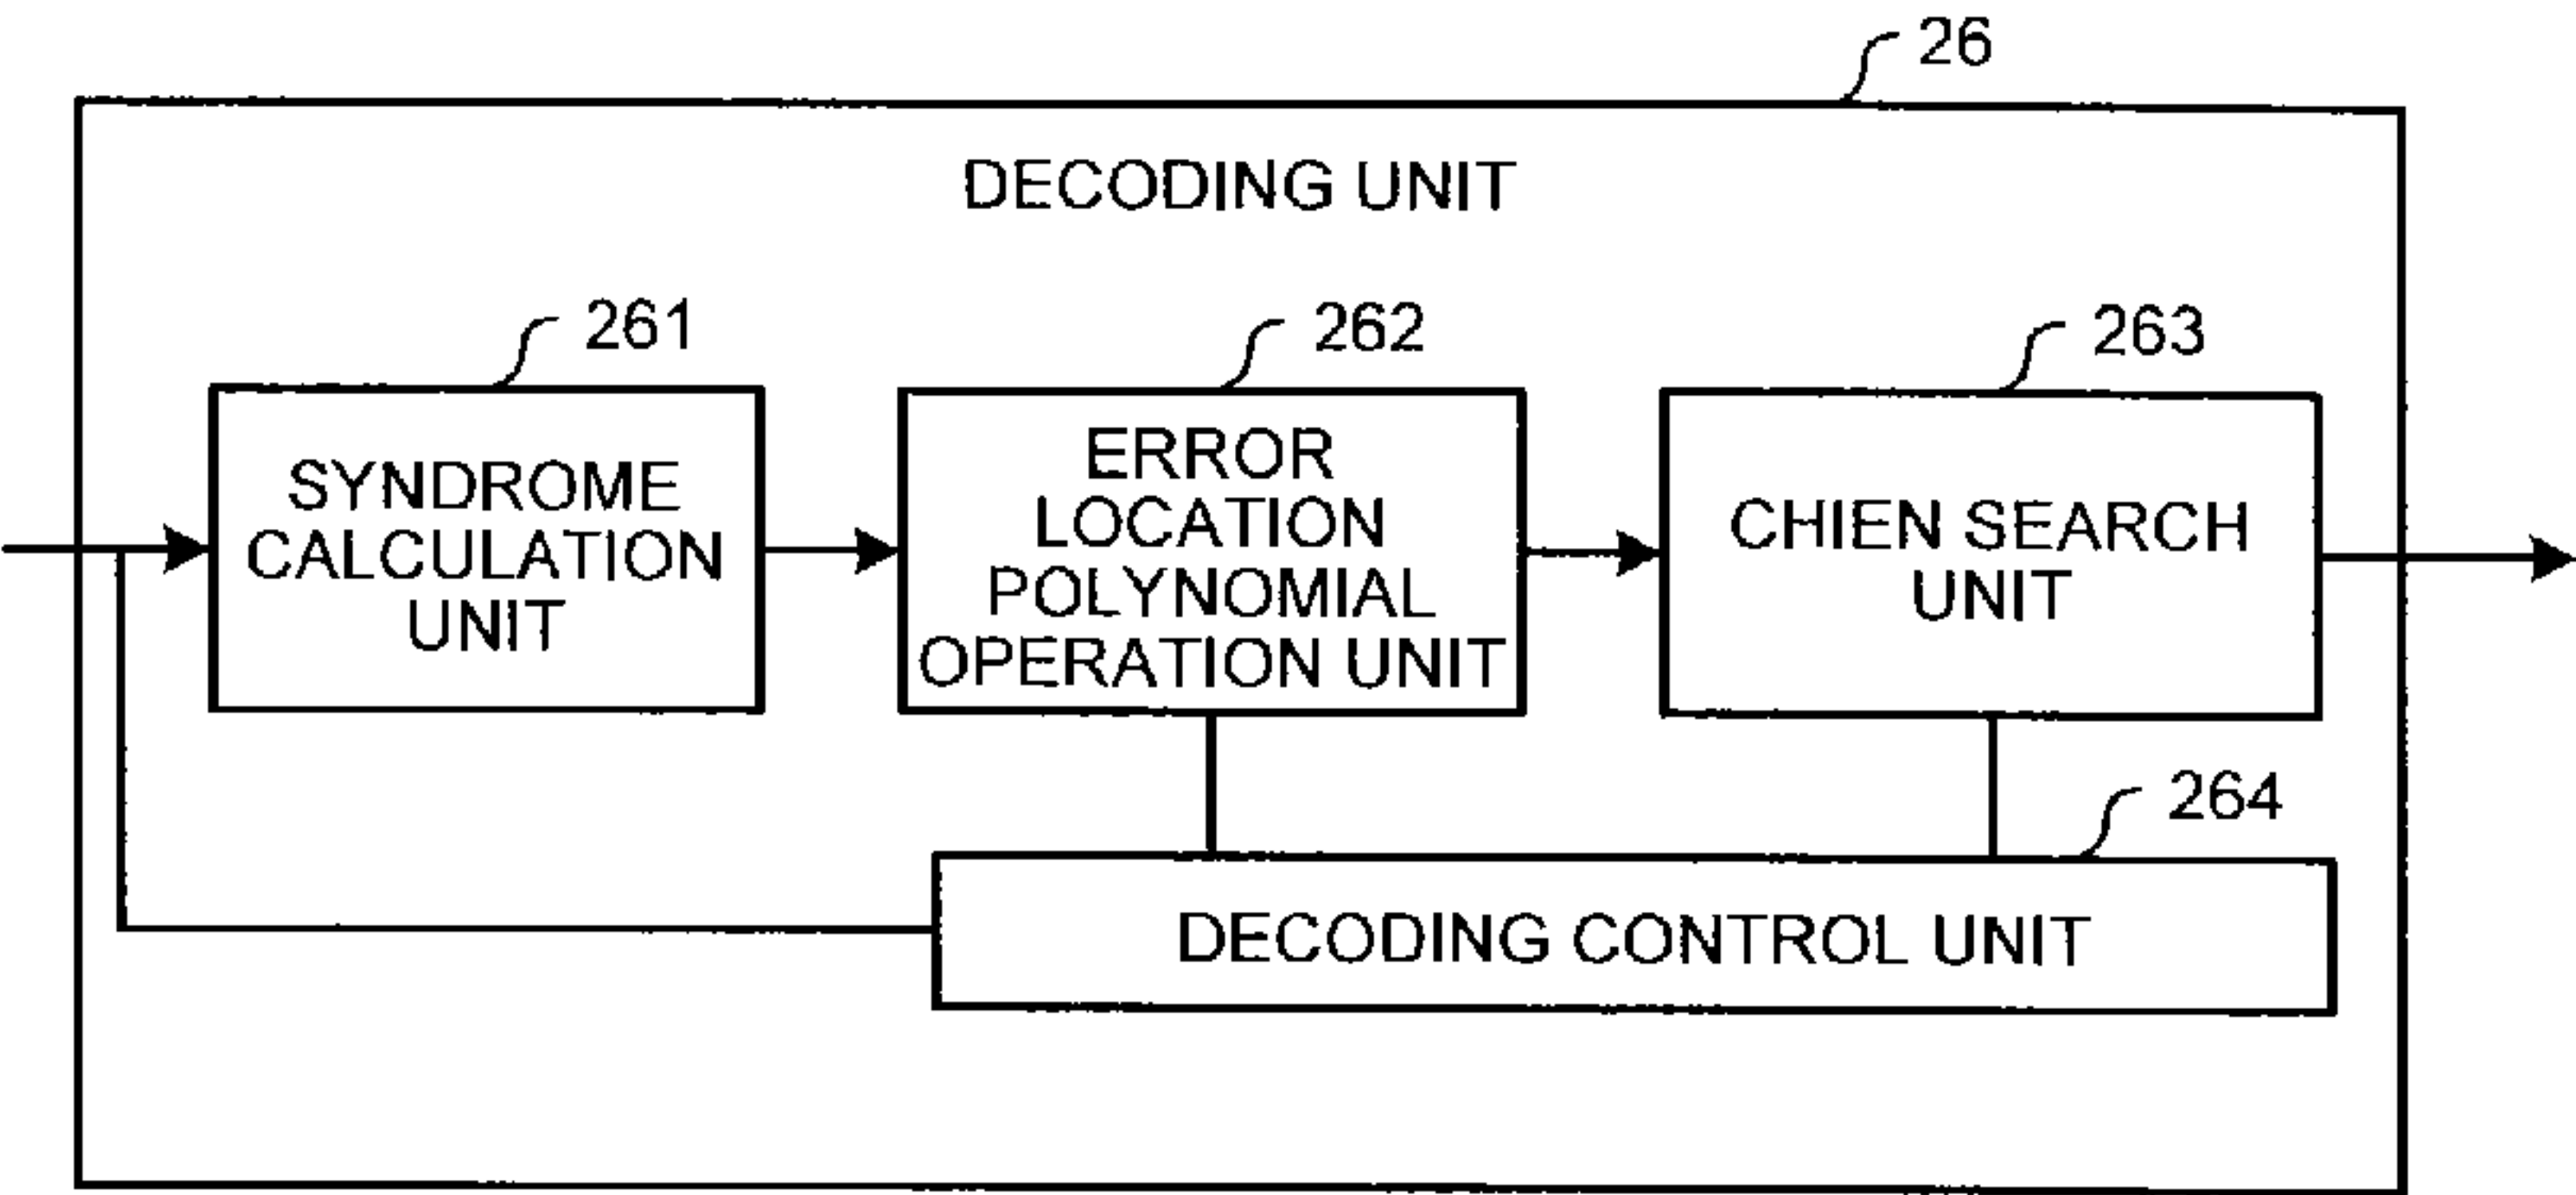 26
DECODING UNIT
261
SYNDROME
CALCULATION
UNIT
262
ERROR
LOCATION
POLYNOMIAL
OPERATION UNIT
263
CHIEN SEARCH
UNIT
264
DECODING CONTROL UNIT